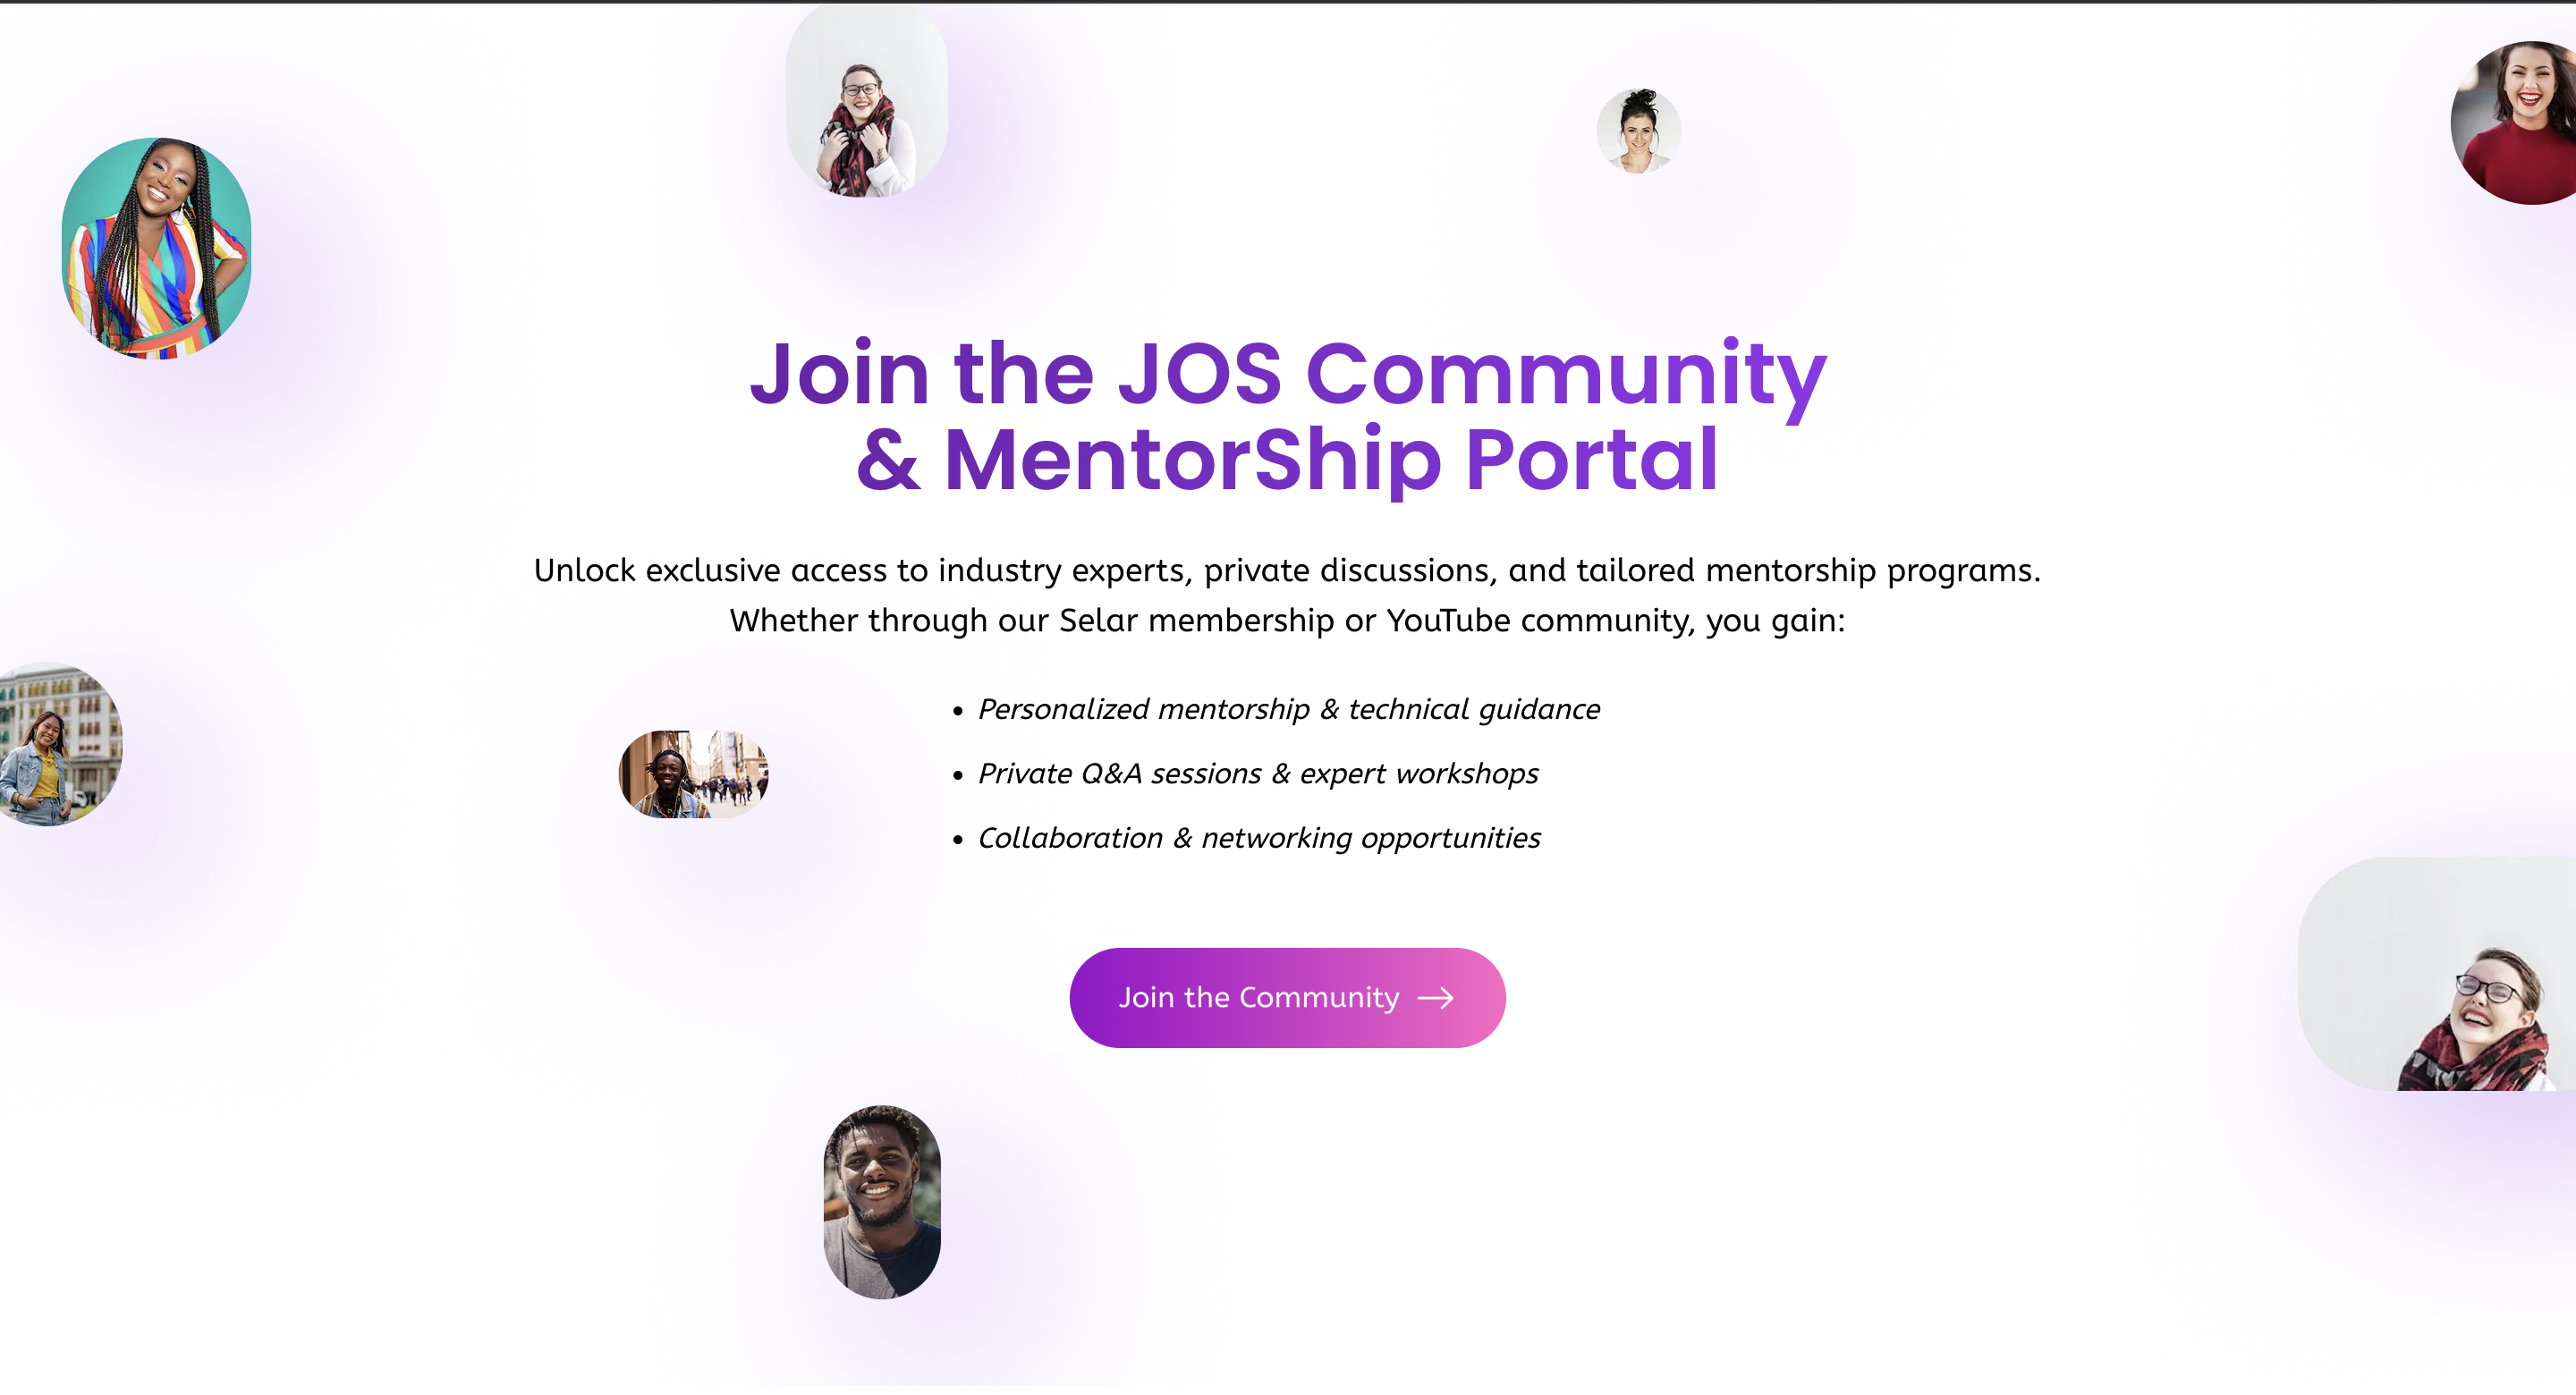 Join the JOS Community
& MentorShip Portal
Unlock exclusive access to industry experts, private discussions, and tailored mentorship programs.
Whether through our Selar membership or YouTube community, you gain:
• Personalized mentorship & technical guidance
• Private Q&A sessions & expert workshops
• Collaboration & networking opportunities
Join the Community →